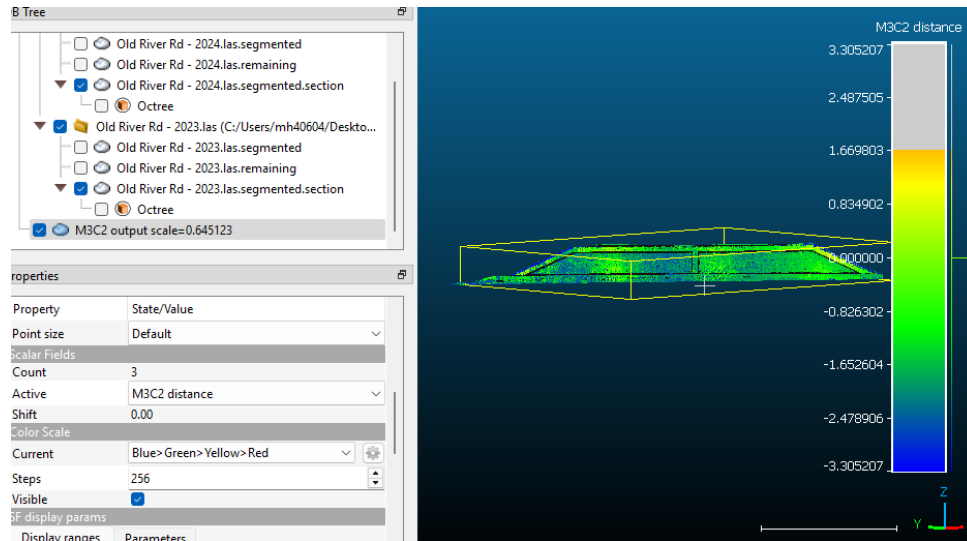 B Tree
Old River Rd - 2024.las.segmented
Old River Rd - 2024.las.remaining
Old River Rd - 2024.las.segmented.section
Octree
Old River Rd - 2023.las (C:/Users/mh40604/Deskto...
Old River Rd - 2023.las.segmented
Old River Rd - 2023.las.remaining
Old River Rd - 2023.las.segmented.section
Octree
M3C2 output scale=0.645123
roperties
Property State/Value
Point size Default
Scalar Fields
Count 3
Active M3C2 distance
Shift 0.00
Color Scale
Current Blue>Green>Yellow>Red
Steps 256
Visible
SF display params
Display ranges Parameters
M3C2 distance
3.305207
2.487505
1.669803
0.834902
0.000000
-0.826302
-1.652604
-2.478906
-3.305207
Z
Y